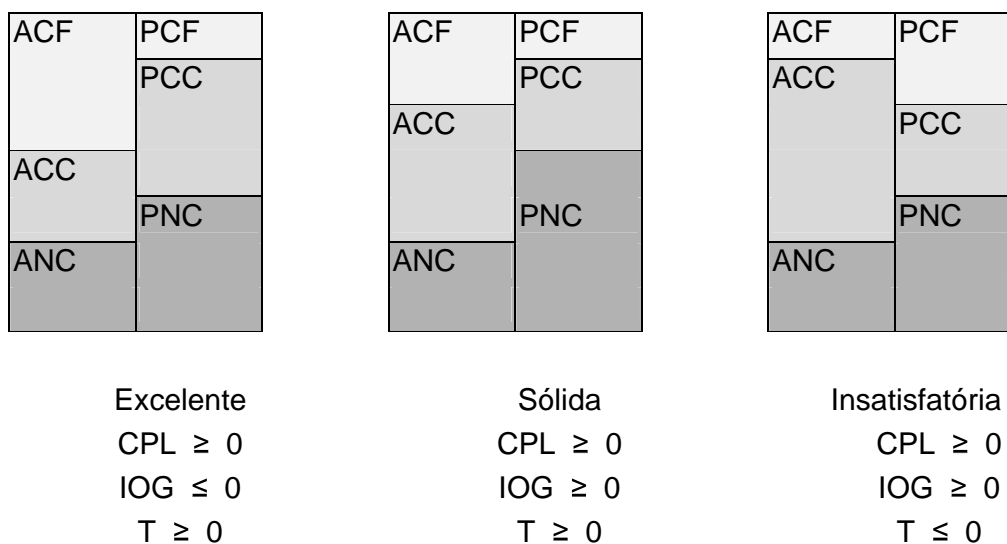 ACF PCF ACF PCF ACF PCF
PCC PCC ACC
ACC PCC
ACC
PNC PNC PNC
ANC ANC ANC
Excelente Sólida Insatisfatória
CPL ≥ 0 CPL ≥ 0 CPL ≥ 0
IOG ≤ 0 IOG ≥ 0 IOG ≥ 0
T ≥ 0 T ≥ 0 T ≤ 0